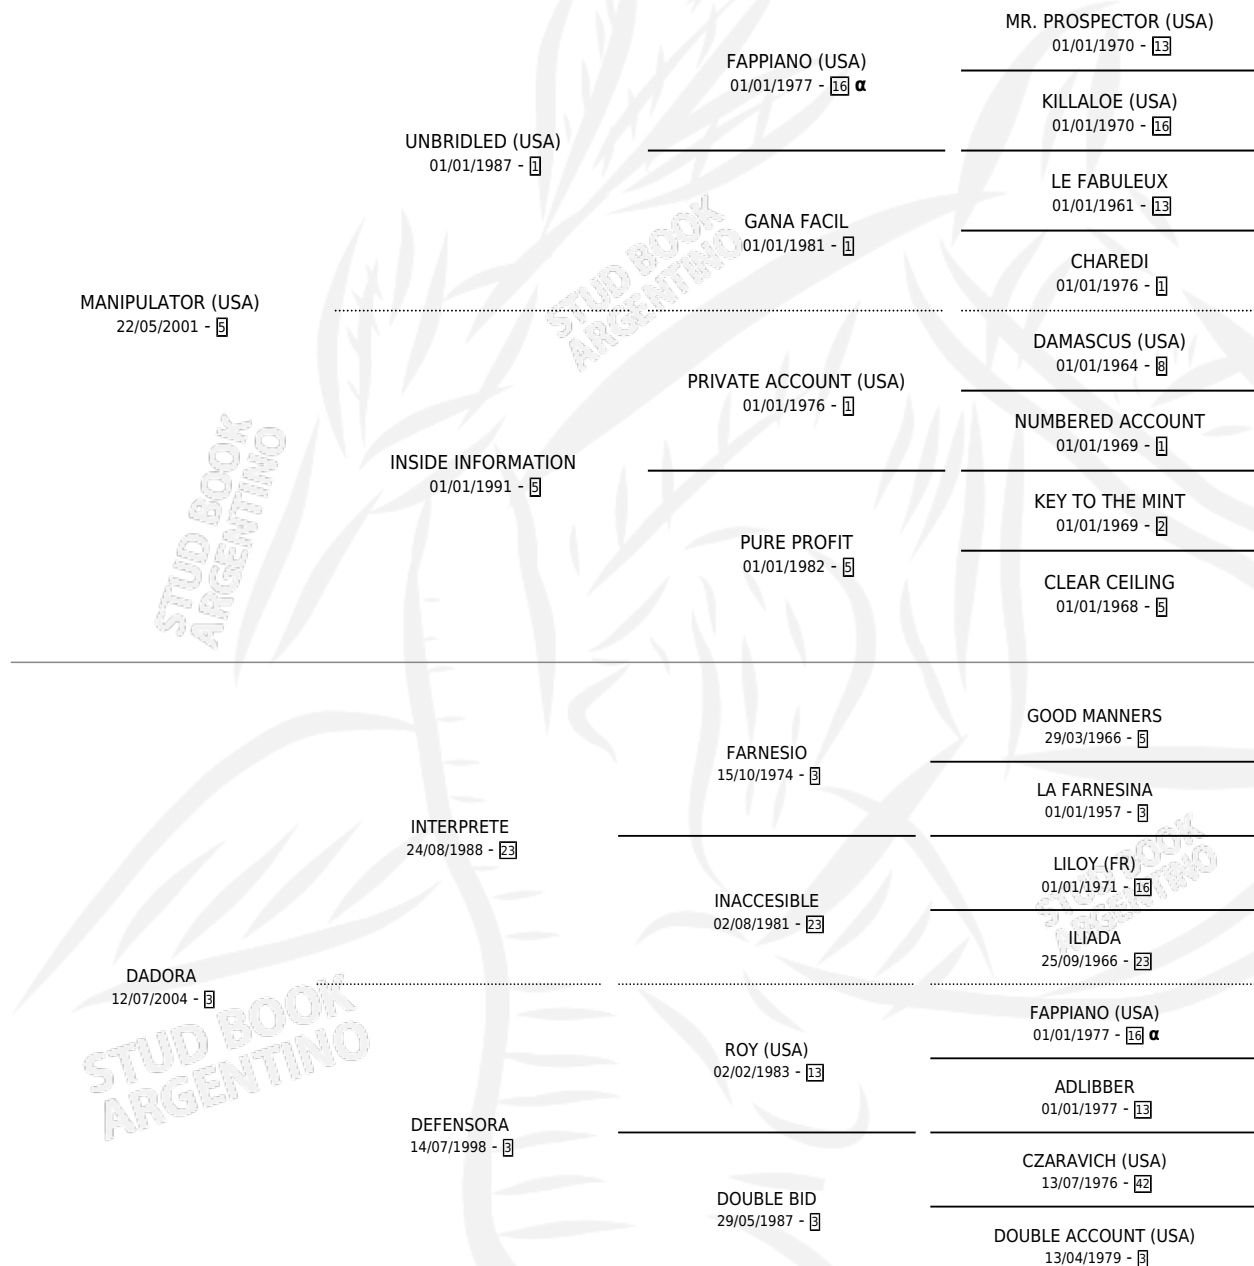 MR. PROSPECTOR (USA)
01/01/1970 - 13
FAPPIANO (USA)
01/01/1977 - 16 α
KILLALOE (USA)
01/01/1970 - 16
UNBRIDLED (USA)
01/01/1987 - 1
LE FABULEUX
01/01/1961 - 13
GANA FACIL
01/01/1981 - 1
CHAREDI
01/01/1976 - 1
MANIPULATOR (USA)
22/05/2001 - 5
DAMASCUS (USA)
01/01/1964 - 8
PRIVATE ACCOUNT (USA)
01/01/1976 - 1
NUMBERED ACCOUNT
01/01/1969 - 1
INSIDE INFORMATION
01/01/1991 - 5
KEY TO THE MINT
01/01/1969 - 2
PURE PROFIT
01/01/1982 - 5
CLEAR CEILING
01/01/1968 - 5
GOOD MANNERS
29/03/1966 - 5
FARNESIO
15/10/1974 - 3
LA FARNESINA
01/01/1957 - 3
INTERPRETE
24/08/1988 - 23
LILOY (FR)
01/01/1971 - 16
INACCESIBLE
02/08/1981 - 23
ILIADA
25/09/1966 - 23
DADORA
12/07/2004 - 3
FAPPIANO (USA)
01/01/1977 - 16 α
ROY (USA)
02/02/1983 - 13
ADLIBBER
01/01/1977 - 13
DEFENSORA
14/07/1998 - 3
CZARAVICH (USA)
13/07/1976 - 42
DOUBLE BID
29/05/1987 - 3
DOUBLE ACCOUNT (USA)
13/04/1979 - 3
STUD BOOK
ARGENTINO
STUD BOOK
ARGENTINO
STUD BOOK
ARGENTINO
STUD BOOK
ARGENTINO